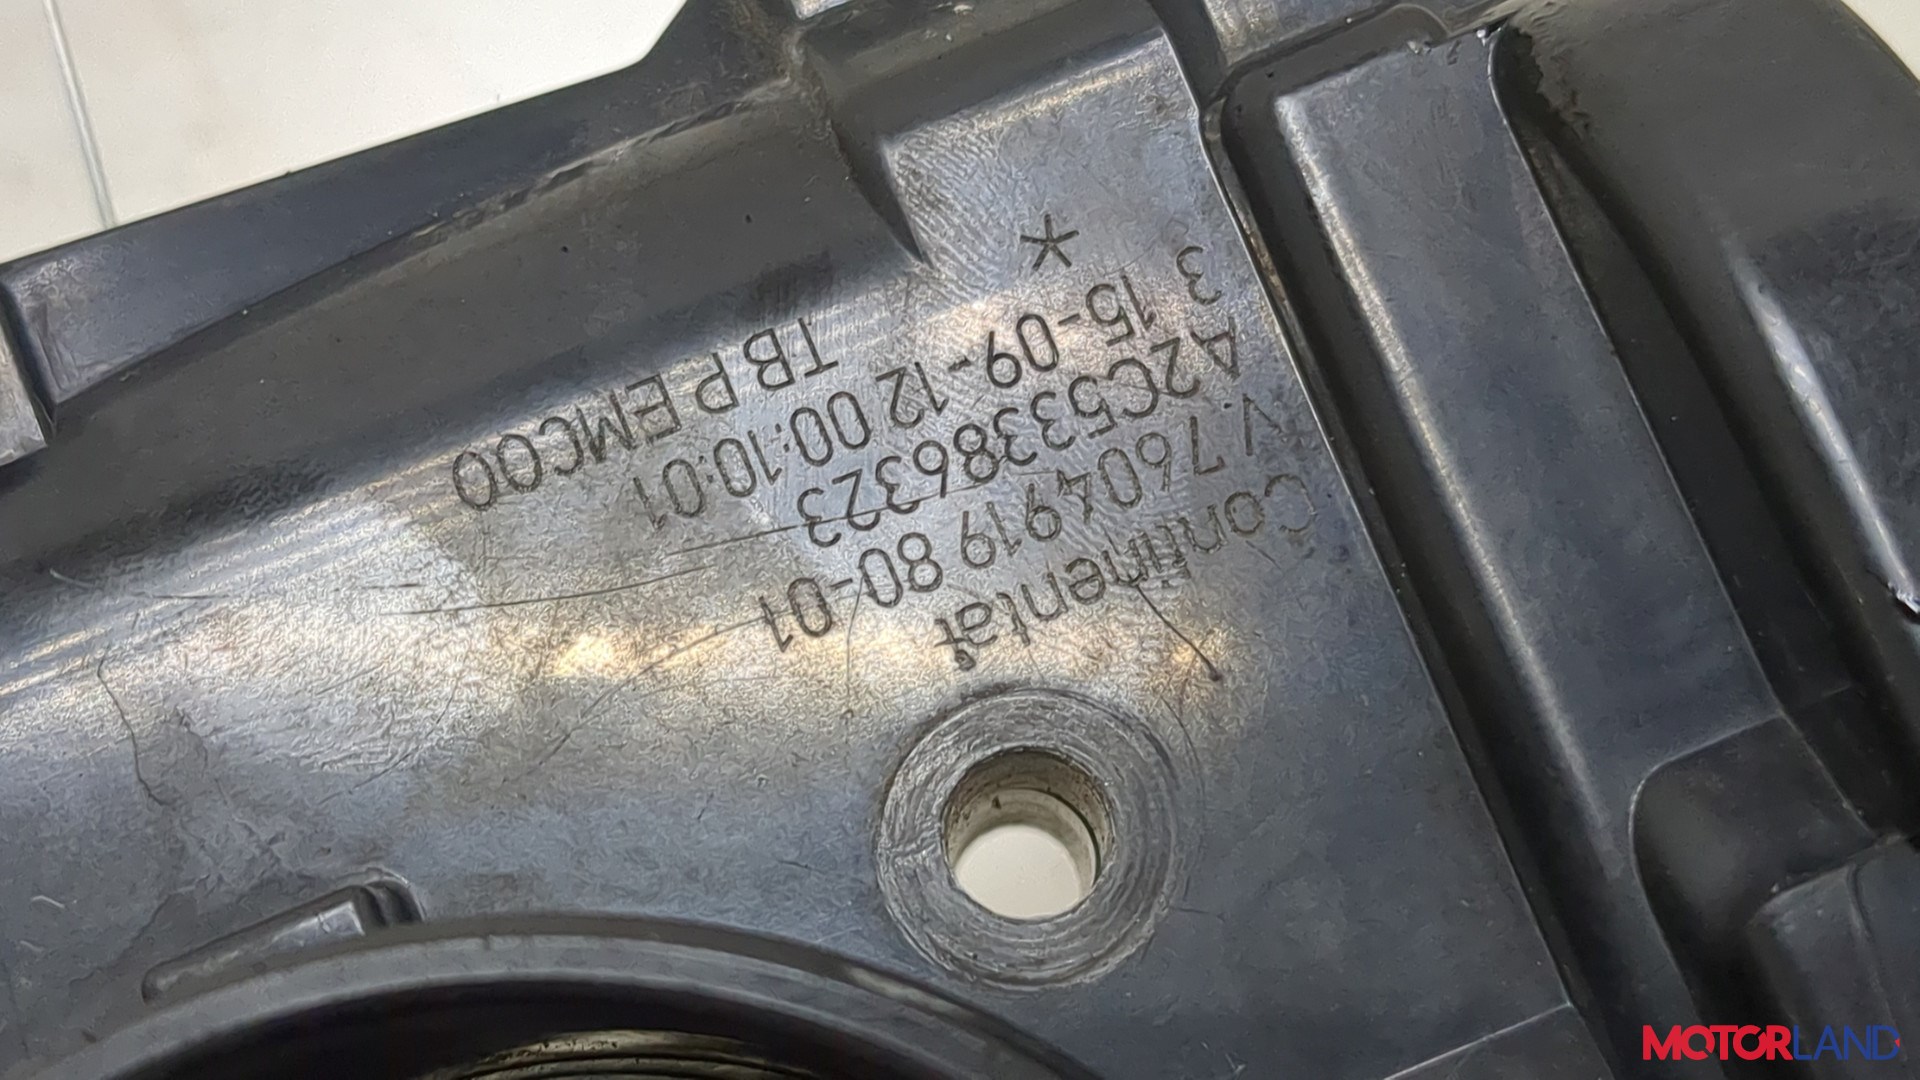 Continental
V 7604919 80-01
A2C53386323
15-09-12 00:10:01
3 TB P EMC00
*
MOTORLAND